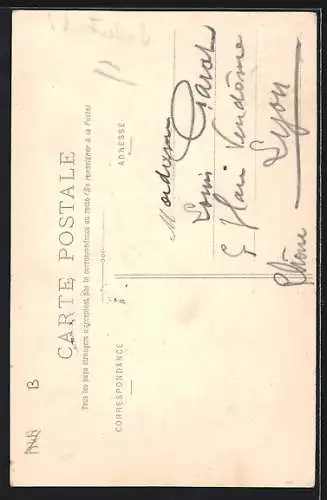 CARTE POSTALE
Tous les pays étrangers n'acceptent pas la correspondance au recto (Se renseigner à la Poste)
CORRESPONDANCE
ADRESSE
Louis
9 Place Vendôme
Lyon
Rhône
B